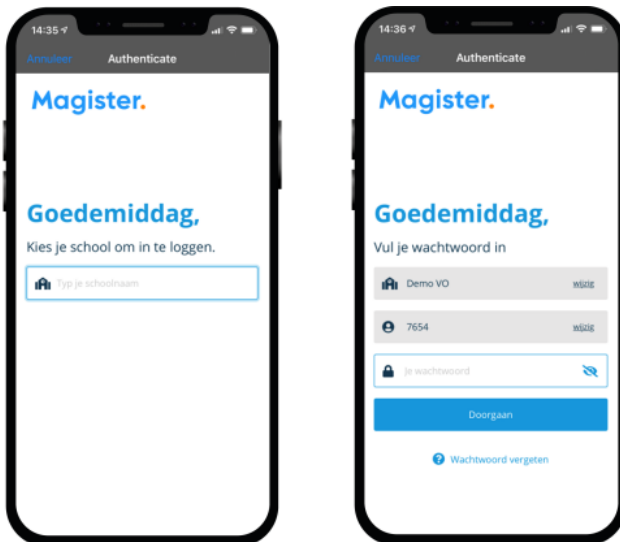 14:35
Annuleer Authenticate
Magister.
Goedemiddag,
Kies je school om in te loggen.
Typ je schoolnaam
14:36
Annuleer Authenticate
Magister.
Goedemiddag,
Vul je wachtwoord in
Demo VO wijzig
7654 wijzig
Je wachtwoord
Doorgaan
? Wachtwoord vergeten